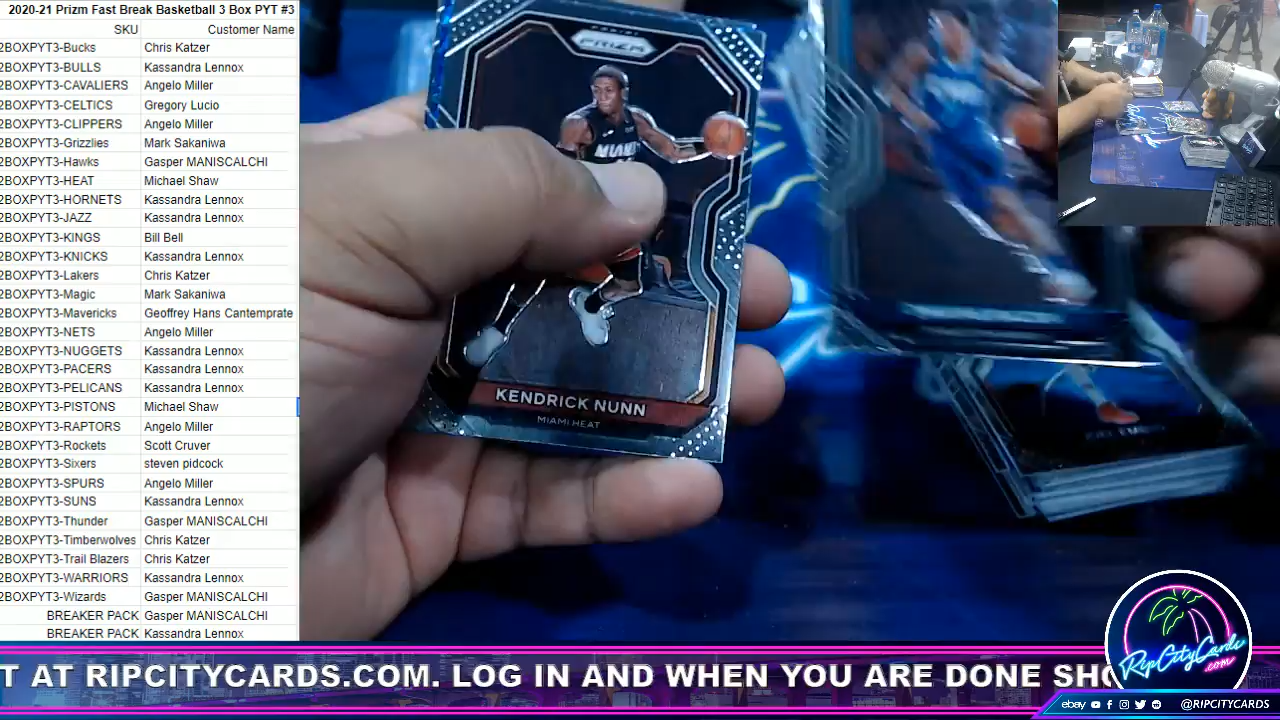 2020-21 Prizm Fast Break Basketball 3 Box PYT #3
SKU Customer Name
2BOXPYT3-Bucks Chris Katzer
2BOXPYT3-BULLS Kassandra Lennox
2BOXPYT3-CAVALIERS Angelo Miller
2BOXPYT3-CELTICS Gregory Lucio
2BOXPYT3-CLIPPERS Angelo Miller
2BOXPYT3-Grizzlies Mark Sakaniwa
2BOXPYT3-Hawks Gasper MANISCALCHI
2BOXPYT3-HEAT Michael Shaw
2BOXPYT3-HORNETS Kassandra Lennox
2BOXPYT3-JAZZ Kassandra Lennox
2BOXPYT3-KINGS Bill Bell
2BOXPYT3-KNICKS Kassandra Lennox
2BOXPYT3-Lakers Chris Katzer
2BOXPYT3-Magic Mark Sakaniwa
2BOXPYT3-Mavericks Geoffrey Hans Cantemprate
2BOXPYT3-NETS Angelo Miller
2BOXPYT3-NUGGETS Kassandra Lennox
2BOXPYT3-PACERS Kassandra Lennox
2BOXPYT3-PELICANS Kassandra Lennox
2BOXPYT3-PISTONS Michael Shaw
2BOXPYT3-RAPTORS Angelo Miller
2BOXPYT3-Rockets Scott Cruver
2BOXPYT3-Sixers steven pidcock
2BOXPYT3-SPURS Angelo Miller
2BOXPYT3-SUNS Kassandra Lennox
2BOXPYT3-Thunder Gasper MANISCALCHI
2BOXPYT3-Timberwolves Chris Katzer
2BOXPYT3-Trail Blazers Chris Katzer
2BOXPYT3-WARRIORS Kassandra Lennox
2BOXPYT3-Wizards Gasper MANISCALCHI
BREAKER PACK Gasper MANISCALCHI
BREAKER PACK Kassandra Lennox
PANINI
PRIZM
MIAMI
KENDRICK NUNN
MIAMI HEAT
T AT RIPCITYCARDS.COM. LOG IN AND WHEN YOU ARE DONE SHO
RipCityCards
.com
ebay @RIPCITYCARDS